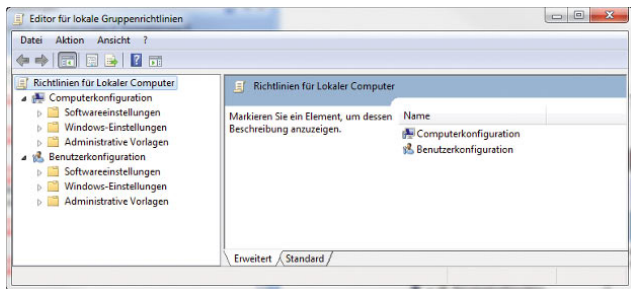 Editor für lokale Gruppenrichtlinien
Datei Aktion Ansicht ?
Richtlinien für Lokaler Computer
Computerkonfiguration
Softwareeinstellungen
Windows-Einstellungen
Administrative Vorlagen
Benutzerkonfiguration
Softwareeinstellungen
Windows-Einstellungen
Administrative Vorlagen
Richtlinien für Lokaler Computer
Markieren Sie ein Element, um dessen
Beschreibung anzuzeigen.
Name
Computerkonfiguration
Benutzerkonfiguration
Erweitert Standard